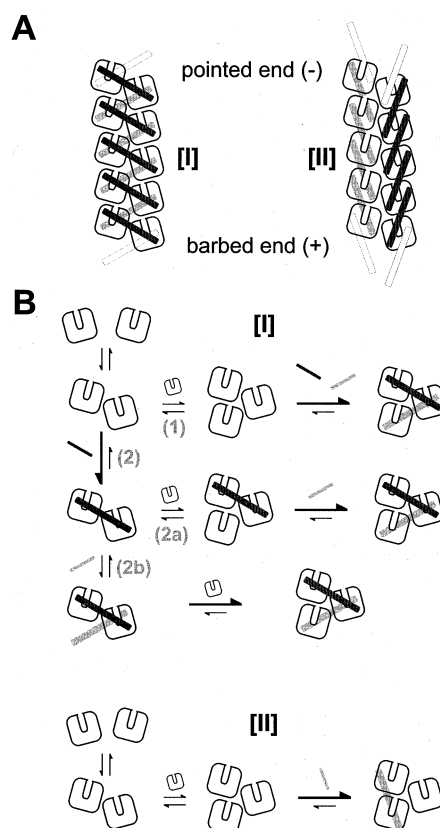 A
pointed end (-)
[I]
[II]
barbed end (+)
B
[I]
(1)
(2)
(2a)
(2b)
[II]